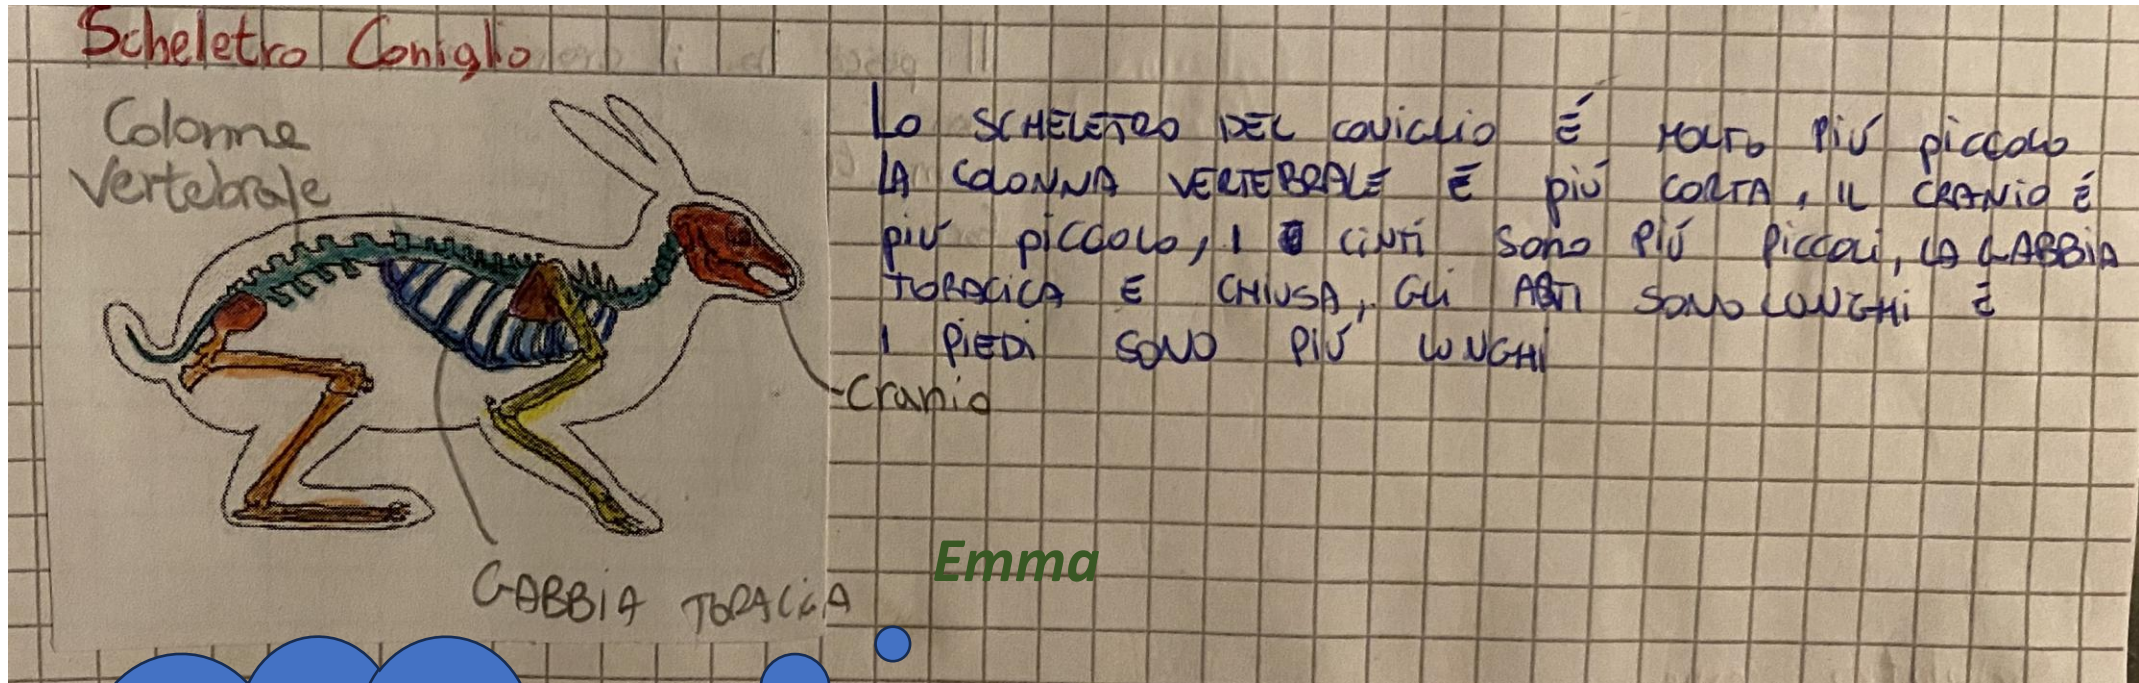 Scheletro Coniglio
Colonne
Vertebrale
LO SCHELETRO DEL CONIGLIO É MOLTO PIÚ PICCOLO
LA COLONNA VERTEBRALE É PIÚ CORTA, IL CRANIO É
PIÚ PICCOLO, I CINTI SONO PIÚ PICCOLI, LA GABBIA
TORACICA E CHIUSA, GLI ARTI SONO LUNGHI E
I PIEDI SONO PIÚ LUNGHI
Cranio
Emma
GABBIA TORACICA